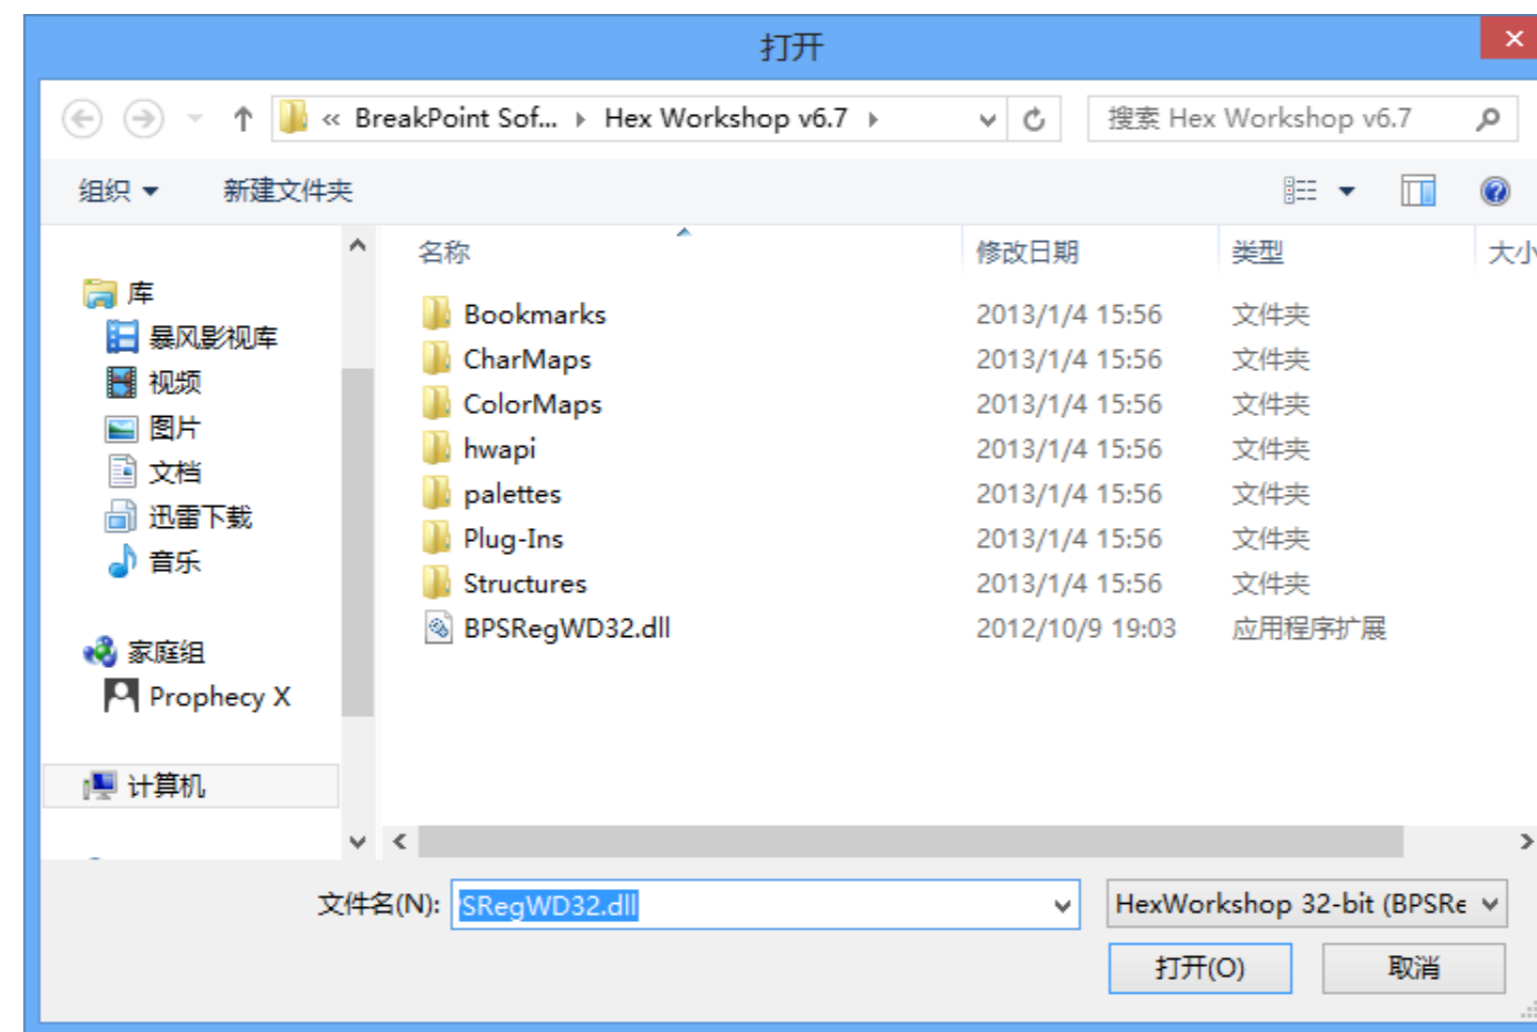 打开
« BreakPoint Sof... Hex Workshop v6.7
搜索 Hex Workshop v6.7
组织
新建文件夹
名称 修改日期 类型 大小
库
暴风影视库
视频
图片
文档
迅雷下载
音乐
家庭组
Prophecy X
计算机
Bookmarks 2013/1/4 15:56 文件夹
CharMaps 2013/1/4 15:56 文件夹
ColorMaps 2013/1/4 15:56 文件夹
hwapi 2013/1/4 15:56 文件夹
palettes 2013/1/4 15:56 文件夹
Plug-Ins 2013/1/4 15:56 文件夹
Structures 2013/1/4 15:56 文件夹
BPSRegWD32.dll 2012/10/9 19:03 应用程序扩展
文件名(N): SRegWD32.dll
HexWorkshop 32-bit (BPSRe
打开(O) 取消